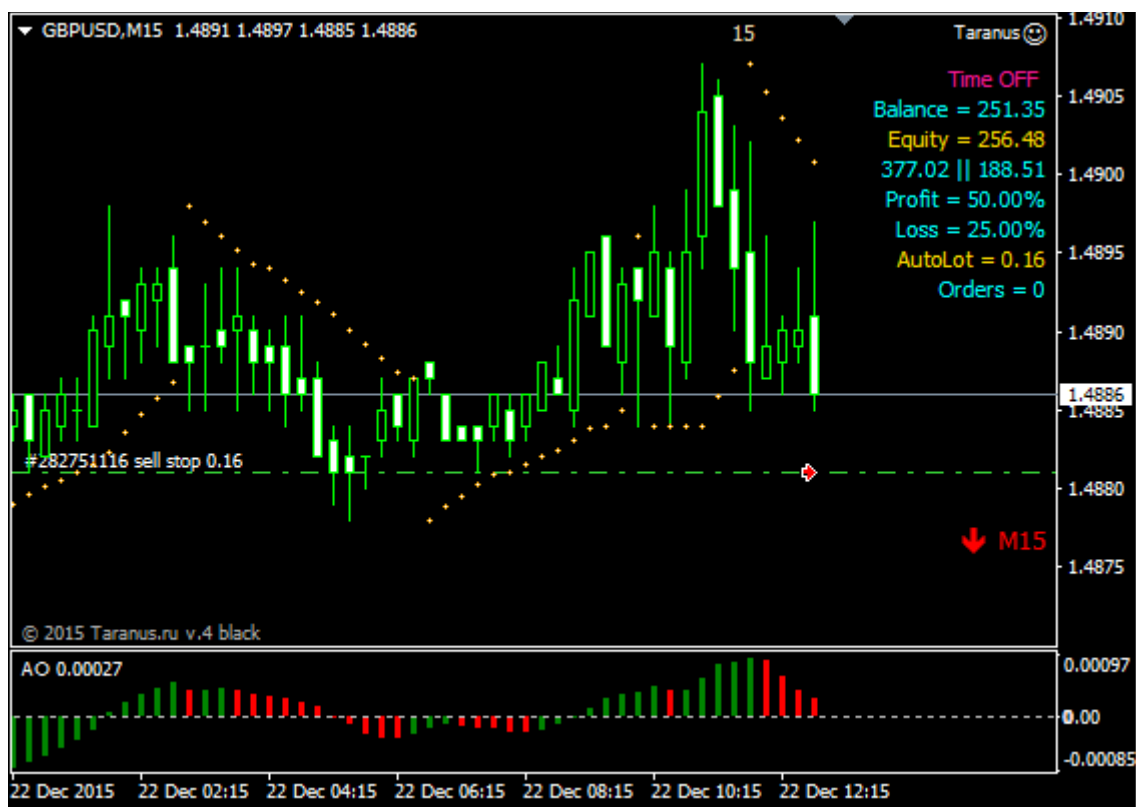 GBPUSD,M15 1.4891 1.4897 1.4885 1.4886
15
Taranus
Time OFF
Balance = 251.35
Equity = 256.48
377.02 || 188.51
Profit = 50.00%
Loss = 25.00%
AutoLot = 0.16
Orders = 0
1.4910
1.4905
1.4900
1.4895
1.4890
1.4886
1.4885
1.4880
1.4875
#282751116 sell stop 0.16
M15
© 2015 Taranus.ru v.4 black
AO 0.00027
0.00097
0.00
-0.00085
22 Dec 2015 22 Dec 02:15 22 Dec 04:15 22 Dec 06:15 22 Dec 08:15 22 Dec 10:15 22 Dec 12:15